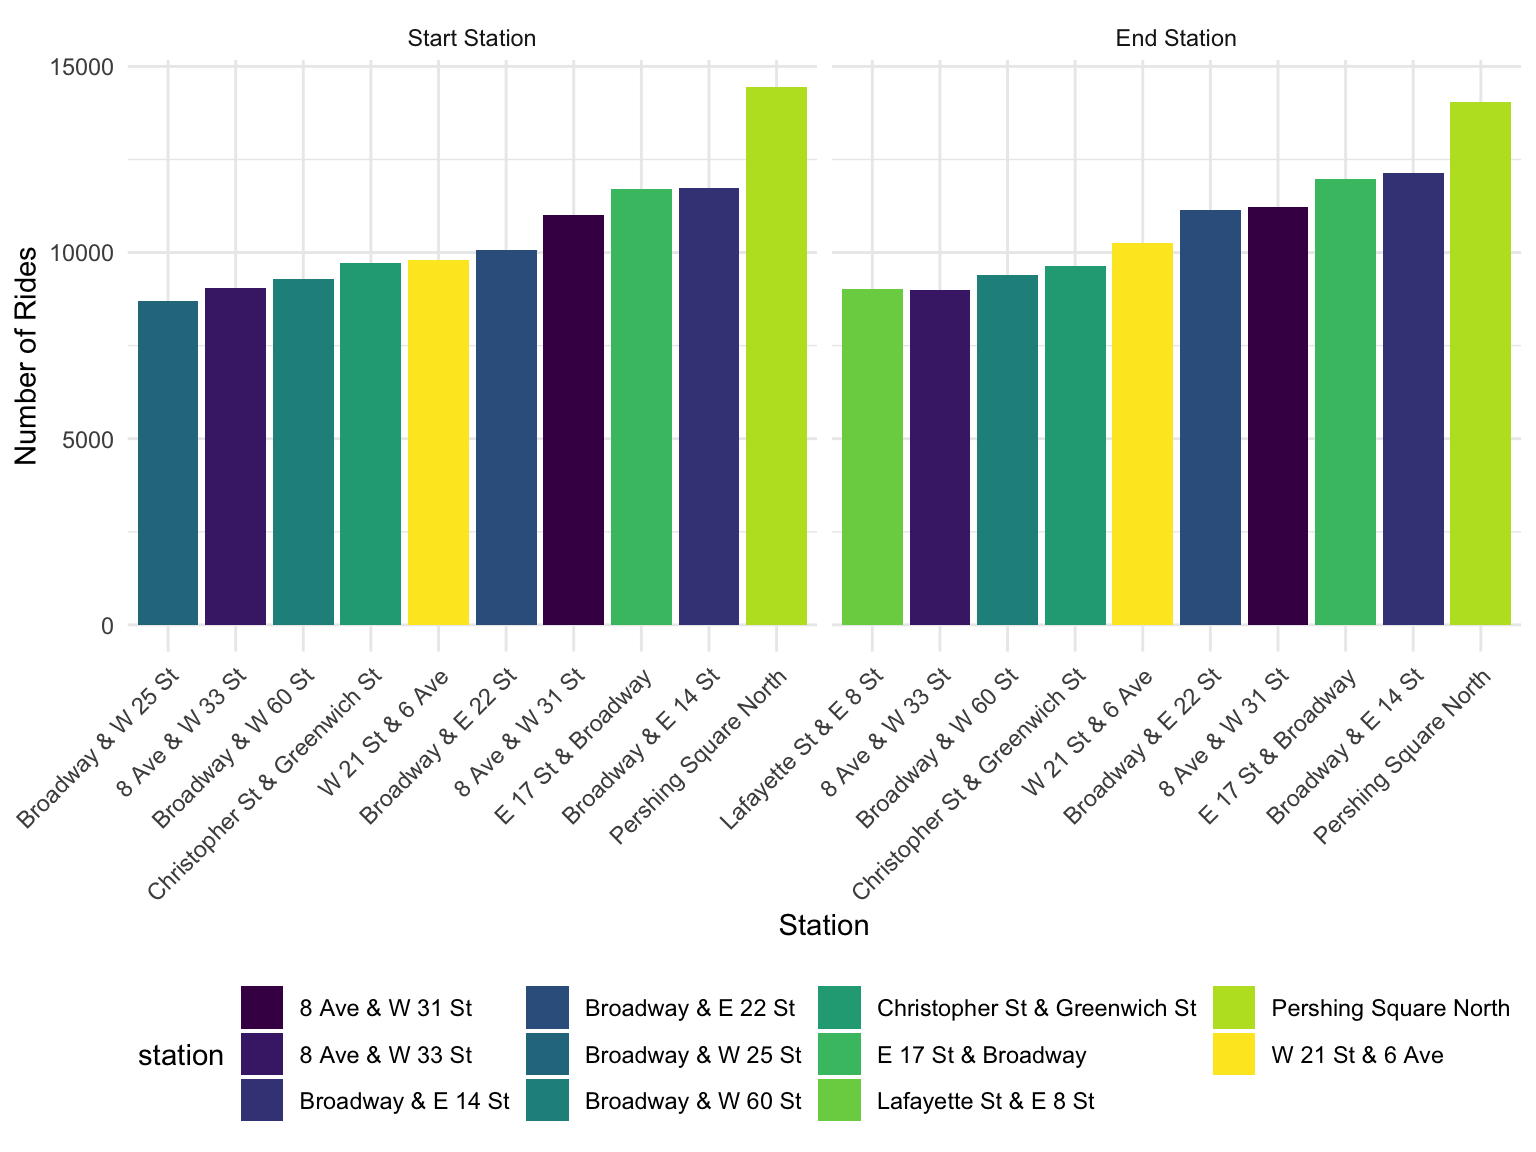 Start Station
End Station
Number of Rides
15000
10000
5000
0
Broadway & W 25 St
8 Ave & W 33 St
Broadway & W 60 St
Christopher St & Greenwich St
W 21 St & 6 Ave
Broadway & E 22 St
8 Ave & W 31 St
E 17 St & Broadway
Broadway & E 14 St
Pershing Square North
Lafayette St & E 8 St
8 Ave & W 33 St
Broadway & W 60 St
Christopher St & Greenwich St
W 21 St & 6 Ave
Broadway & E 22 St
8 Ave & W 31 St
E 17 St & Broadway
Broadway & E 14 St
Pershing Square North
Station
station
8 Ave & W 31 St
8 Ave & W 33 St
Broadway & E 14 St
Broadway & E 22 St
Broadway & W 25 St
Broadway & W 60 St
Christopher St & Greenwich St
E 17 St & Broadway
Lafayette St & E 8 St
Pershing Square North
W 21 St & 6 Ave